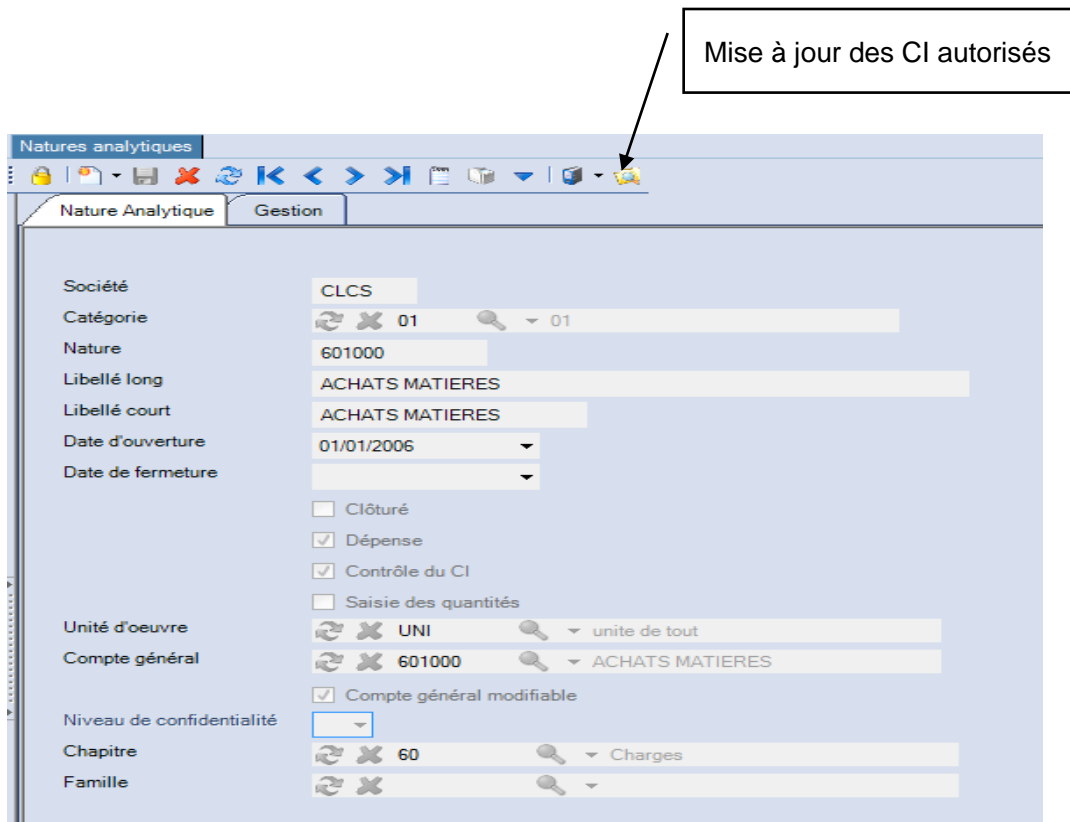 Mise à jour des CI autorisés
Natures analytiques
Nature Analytique Gestion
Société CLCS
Catégorie 01 01
Nature 601000
Libellé long ACHATS MATIERES
Libellé court ACHATS MATIERES
Date d'ouverture 01/01/2006
Date de fermeture
Clôturé
Dépense
Contrôle du CI
Saisie des quantités
Unité d'oeuvre UNI unite de tout
Compte général 601000 ACHATS MATIERES
Compte général modifiable
Niveau de confidentialité
Chapitre 60 Charges
Famille